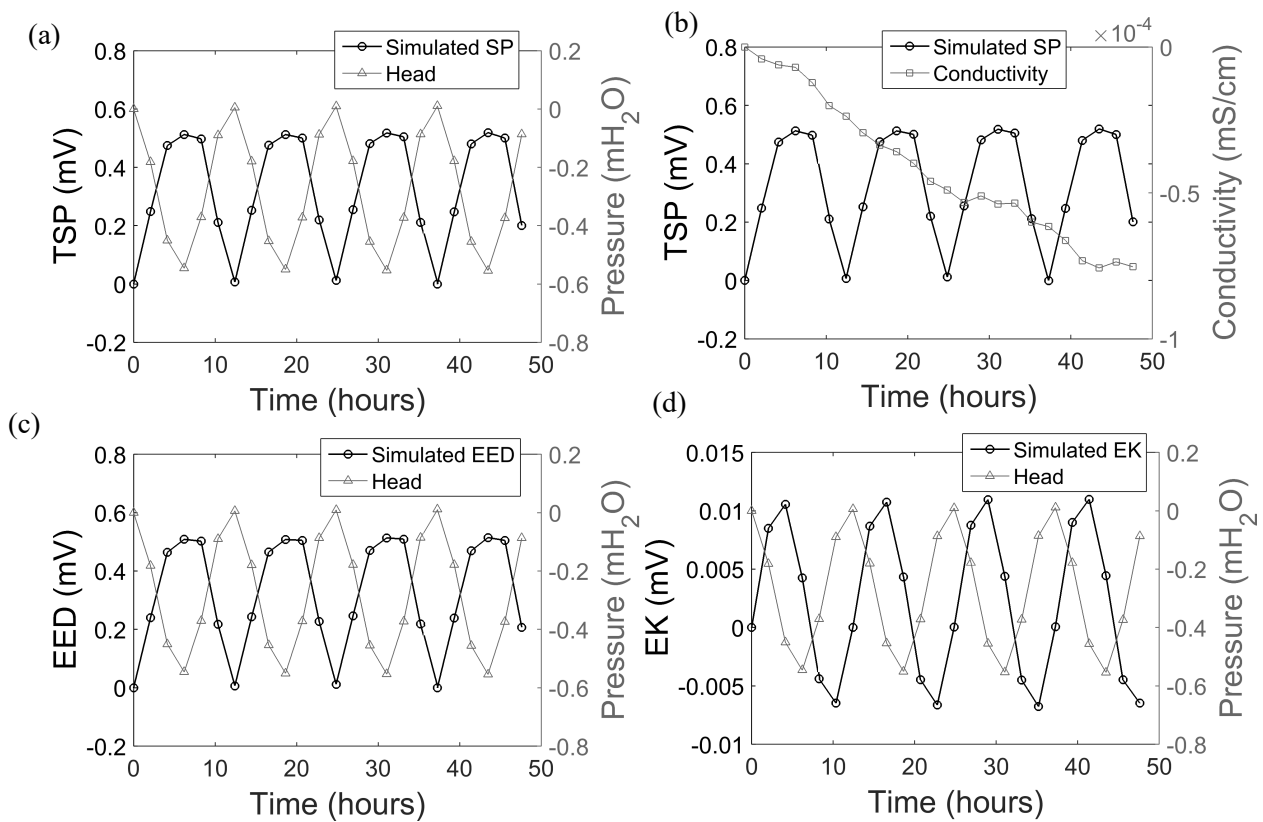 (a)
Simulated SP
Head
0.8
0.6
0.4
0.2
0
-0.2
TSP (mV)
0.2
0
-0.2
-0.4
-0.6
-0.8
Pressure (mH2O)
0 10 20 30 40 50
Time (hours)
(b)
Simulated SP
Conductivity
×10-4
0.8
0.6
0.4
0.2
0
-0.2
TSP (mV)
0
-0.5
-1
Conductivity (mS/cm)
0 10 20 30 40 50
Time (hours)
(c)
Simulated EED
Head
0.8
0.6
0.4
0.2
0
-0.2
EED (mV)
0.2
0
-0.2
-0.4
-0.6
-0.8
Pressure (mH2O)
0 10 20 30 40 50
Time (hours)
(d)
Simulated EK
Head
0.015
0.01
0.005
0
-0.005
-0.01
EK (mV)
0.2
0
-0.2
-0.4
-0.6
-0.8
Pressure (mH2O)
0 10 20 30 40 50
Time (hours)